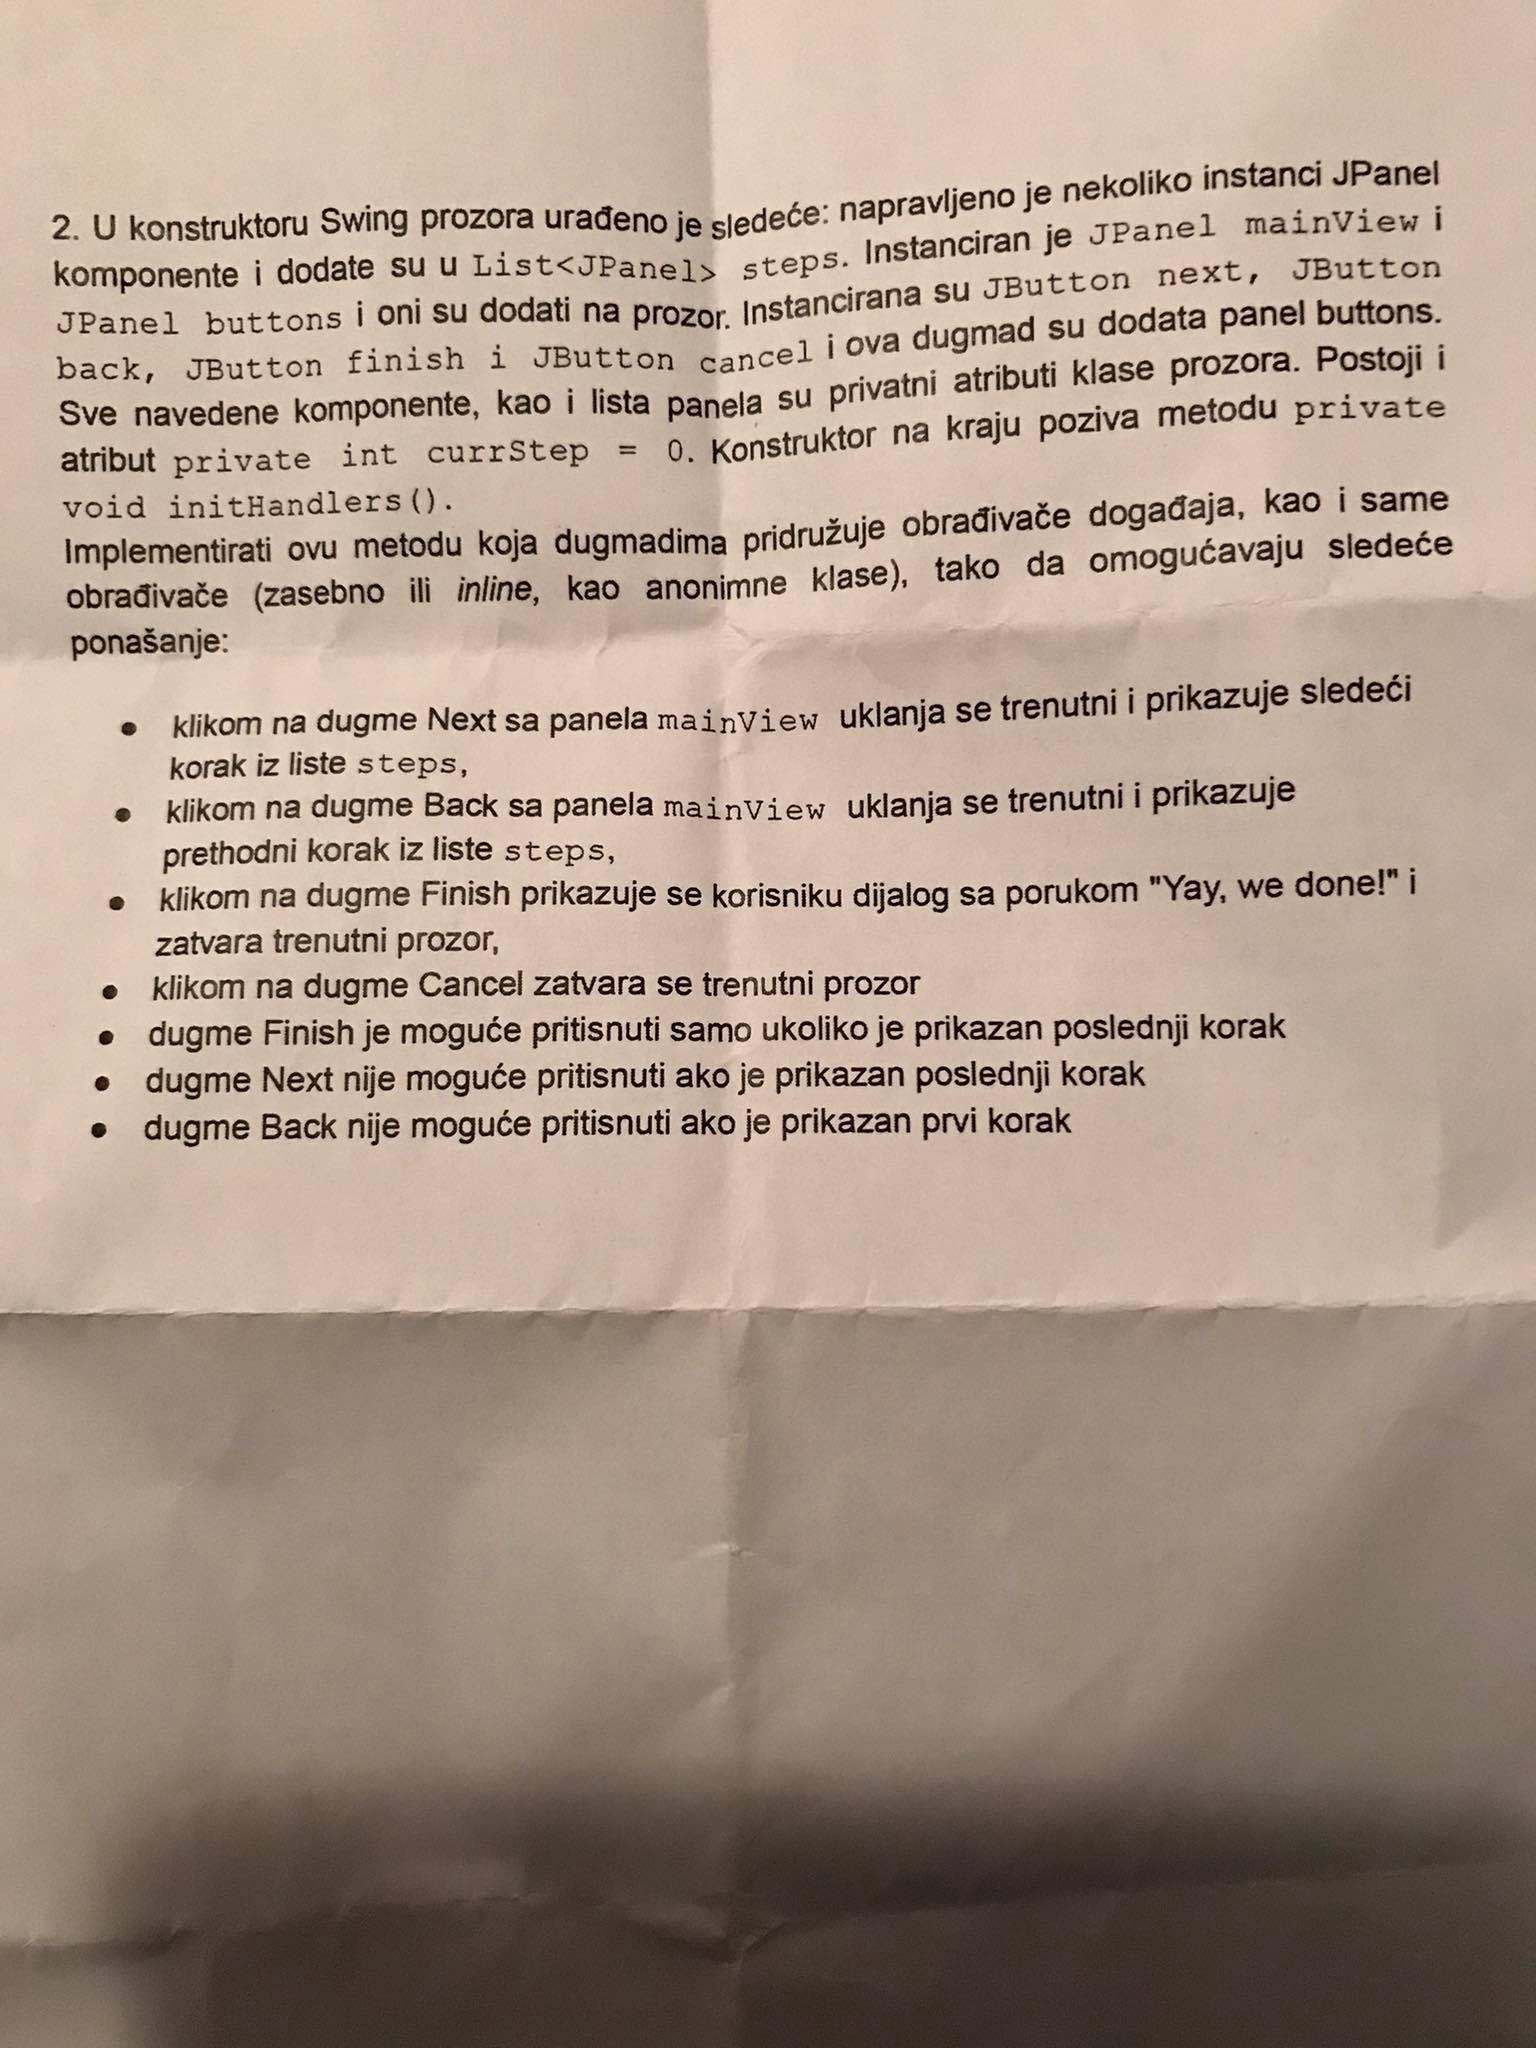 2. U konstruktoru Swing prozora urađeno je sledeće: napravljeno je nekoliko instanci JPanel
komponente i dodate su u List<JPanel> steps. Instanciran je JPanel mainView i
JPanel buttons i oni su dodati na prozor. Instancirana su JButton next, JButton
back, JButton finish i JButton cancel i ova dugmad su dodata panel buttons.
Sve navedene komponente, kao i lista panela su privatni atributi klase prozora. Postoji i
atribut private int currStep = 0. Konstruktor na kraju poziva metodu private
void initHandlers().
Implementirati ovu metodu koja dugmadima pridružuje obrađivače događaja, kao i same
obrađivače (zasebno ili inline, kao anonimne klase), tako da omogućavaju sledeće
ponašanje:
• klikom na dugme Next sa panela mainView uklanja se trenutni i prikazuje sledeći
korak iz liste steps,
• klikom na dugme Back sa panela mainView uklanja se trenutni i prikazuje
prethodni korak iz liste steps,
• klikom na dugme Finish prikazuje se korisniku dijalog sa porukom "Yay, we done!" i
zatvara trenutni prozor,
• klikom na dugme Cancel zatvara se trenutni prozor
• dugme Finish je moguće pritisnuti samo ukoliko je prikazan poslednji korak
• dugme Next nije moguće pritisnuti ako je prikazan poslednji korak
• dugme Back nije moguće pritisnuti ako je prikazan prvi korak